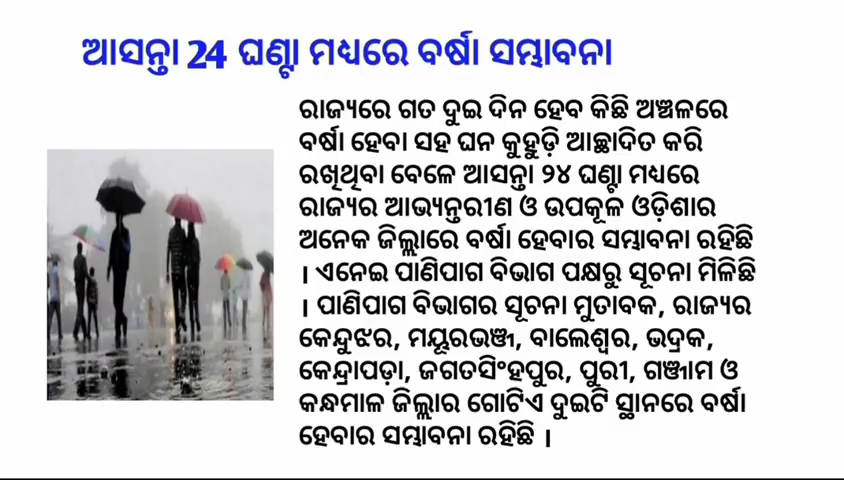 ଆସନ୍ତା 24 ଘଣ୍ଟା ମଧ୍ୟରେ ବର୍ଷା ସମ୍ଭାବନା
ରାଜ୍ୟରେ ଗତ ଦୁଇ ଦିନ ହେବ କିଛି ଅଞ୍ଚଳରେ
ବର୍ଷା ହେବା ସହ ଘନ କୁହୁଡ଼ି ଆଚ୍ଛାଦିତ କରି
ରଖିଥିବା ବେଳେ ଆସନ୍ତା ୨୪ ଘଣ୍ଟା ମଧ୍ୟରେ
ରାଜ୍ୟର ଆଭ୍ୟନ୍ତରୀଣ ଓ ଉପକୂଳ ଓଡ଼ିଶାର
ଅନେକ ଜିଲ୍ଲାରେ ବର୍ଷା ହେବାର ସମ୍ଭାବନା ରହିଛି
। ଏନେଇ ପାଣିପାଗ ବିଭାଗ ପକ୍ଷରୁ ସୂଚନା ମିଳିଛି
। ପାଣିପାଗ ବିଭାଗର ସୂଚନା ମୁତାବକ, ରାଜ୍ୟର
କେନ୍ଦୁଝର, ମୟୂରଭଞ୍ଜ, ବାଲେଶ୍ୱର, ଭଦ୍ରକ,
କେନ୍ଦ୍ରାପଡ଼ା, ଜଗତସିଂହପୁର, ପୁରୀ, ଗଞ୍ଜାମ ଓ
କନ୍ଧମାଳ ଜିଲ୍ଲାର ଗୋଟିଏ ଦୁଇଟି ସ୍ଥାନରେ ବର୍ଷା
ହେବାର ସମ୍ଭାବନା ରହିଛି ।